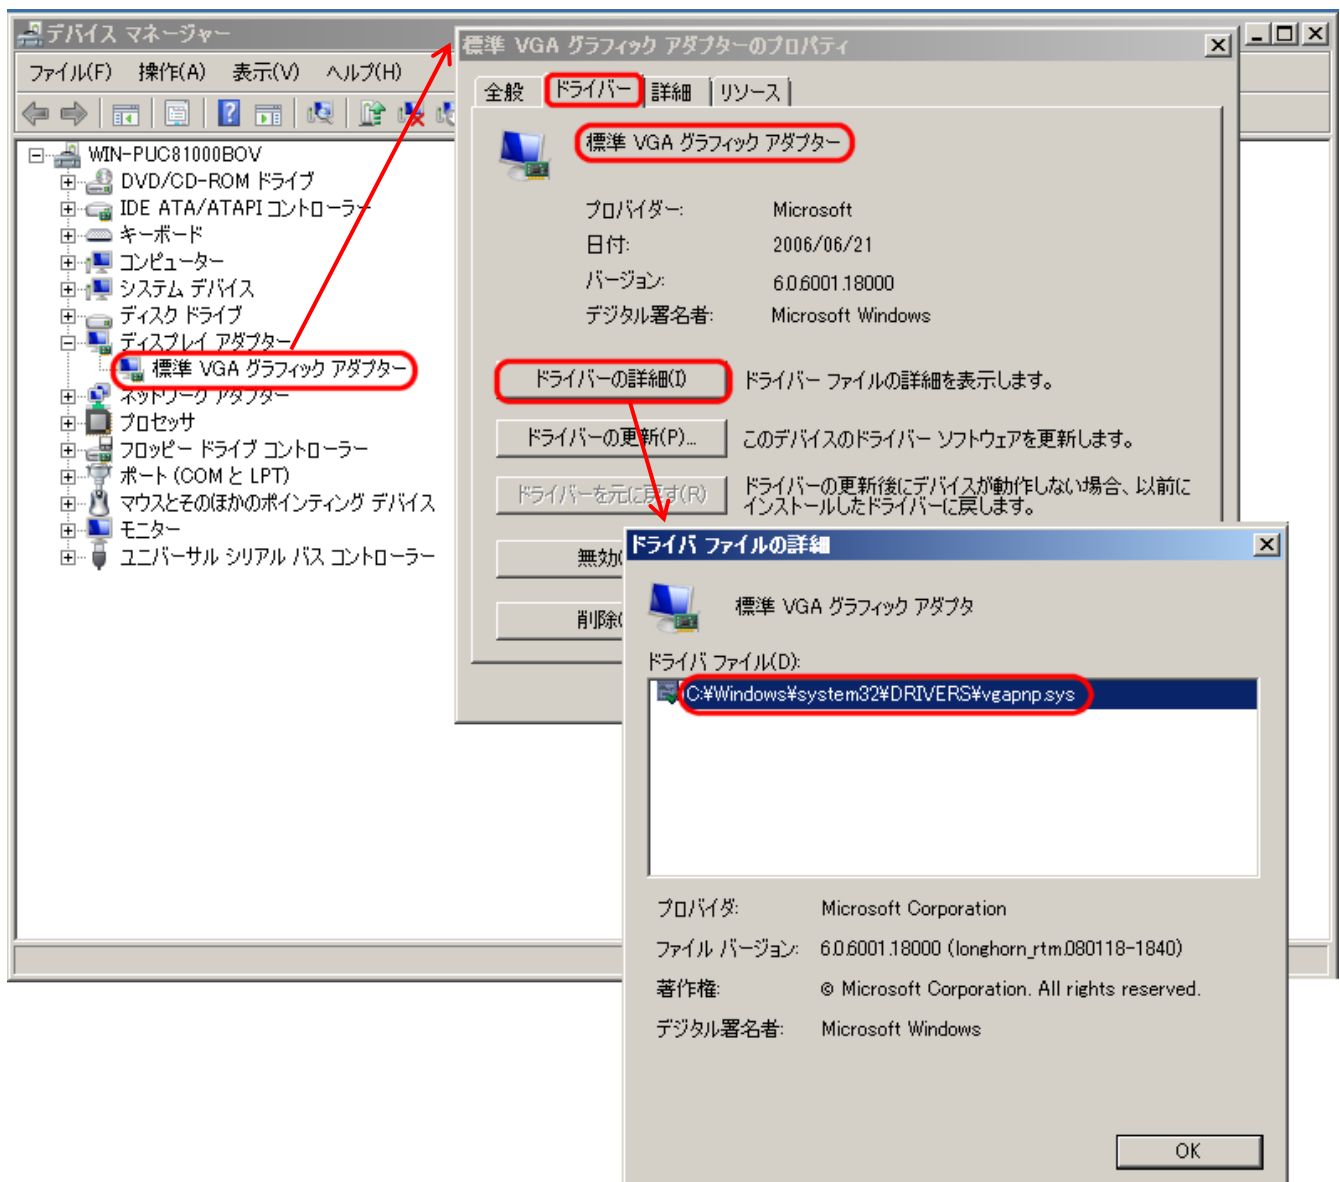 デバイス マネージャー
ファイル(F) 操作(A) 表示(V) ヘルプ(H)
WIN-PUC81000BOV
DVD/CD-ROM ドライブ
IDE ATA/ATAPI コントローラー
キーボード
コンピューター
システム デバイス
ディスク ドライブ
ディスプレイ アダプター
標準 VGA グラフィック アダプター
ネットワーク アダプター
プロセッサ
フロッピー ドライブ コントローラー
ポート (COM と LPT)
マウスとそのほかのポインティング デバイス
モニター
ユニバーサル シリアル バス コントローラー
標準 VGA グラフィック アダプターのプロパティ
全般 ドライバー 詳細 リソース
標準 VGA グラフィック アダプター
プロバイダー: Microsoft
日付: 2006/06/21
バージョン: 6.0.6001.18000
デジタル署名者: Microsoft Windows
ドライバーの詳細(I) ドライバー ファイルの詳細を表示します。
ドライバーの更新(P)... このデバイスのドライバー ソフトウェアを更新します。
ドライバーを元に戻す(R) ドライバーの更新後にデバイスが動作しない場合、以前に
インストールしたドライバーに戻します。
無効(
削除(
ドライバ ファイルの詳細
標準 VGA グラフィック アダプタ
ドライバ ファイル(D):
C:¥Windows¥system32¥DRIVERS¥vgapnp.sys
プロバイダ: Microsoft Corporation
ファイル バージョン: 6.0.6001.18000 (longhorn_rtm.080118-1840)
著作権: © Microsoft Corporation. All rights reserved.
デジタル署名者: Microsoft Windows
OK